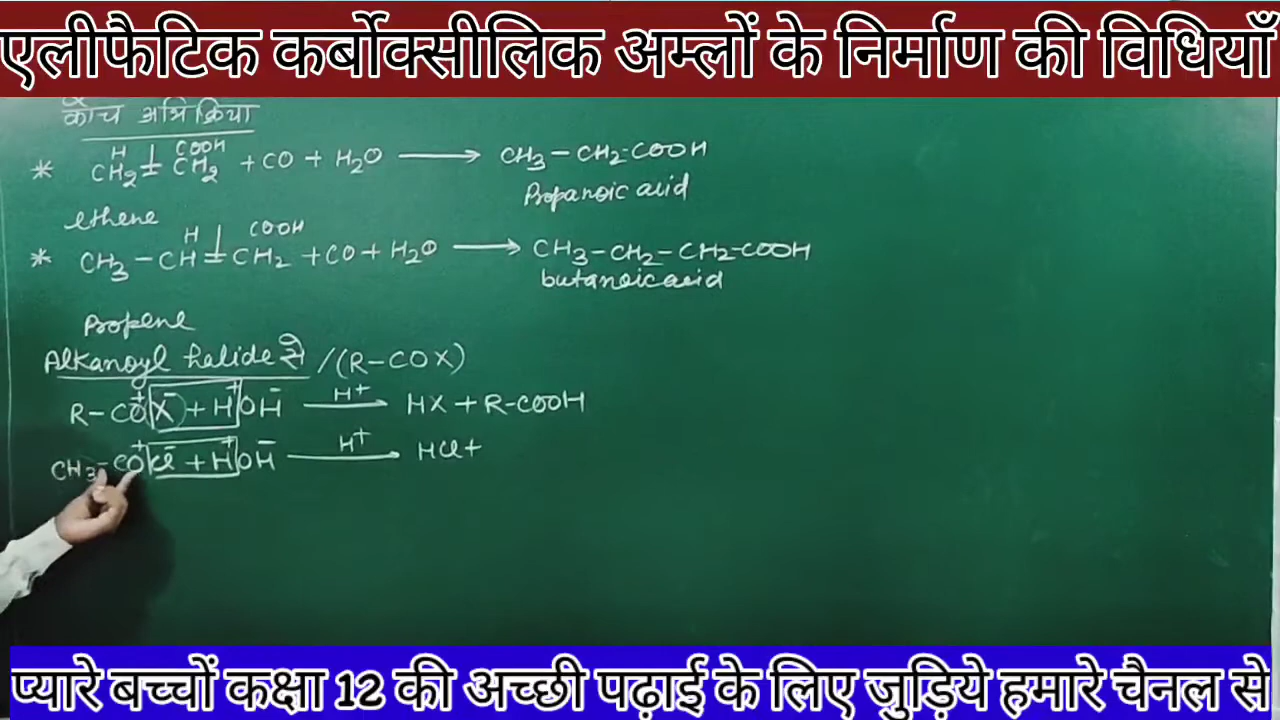 एलीफैटिक कर्बोक्सीलिक अम्लों के निर्माण की विधियाँ
कोच अभिक्रिया
H COOH
* CH₂=CH₂ + CO + H₂O ⟶ CH₃-CH₂-COOH
ethene Propanoic acid
H COOH
* CH₃-CH=CH₂ + CO + H₂O ⟶ CH₃-CH₂-CH₂-COOH
Propene butanoic acid
Alkanoyl halide से /(R-COX)
R-CO⁺X⁻ + H⁺OH⁻ ⟶ H⁺ HX + R-COOH
CH₃-CO⁺Cl⁻ + H⁺OH⁻ ⟶ H⁺ HCl +
प्यारे बच्चों कक्षा 12 की अच्छी पढ़ाई के लिए जुड़िये हमारे चैनल से